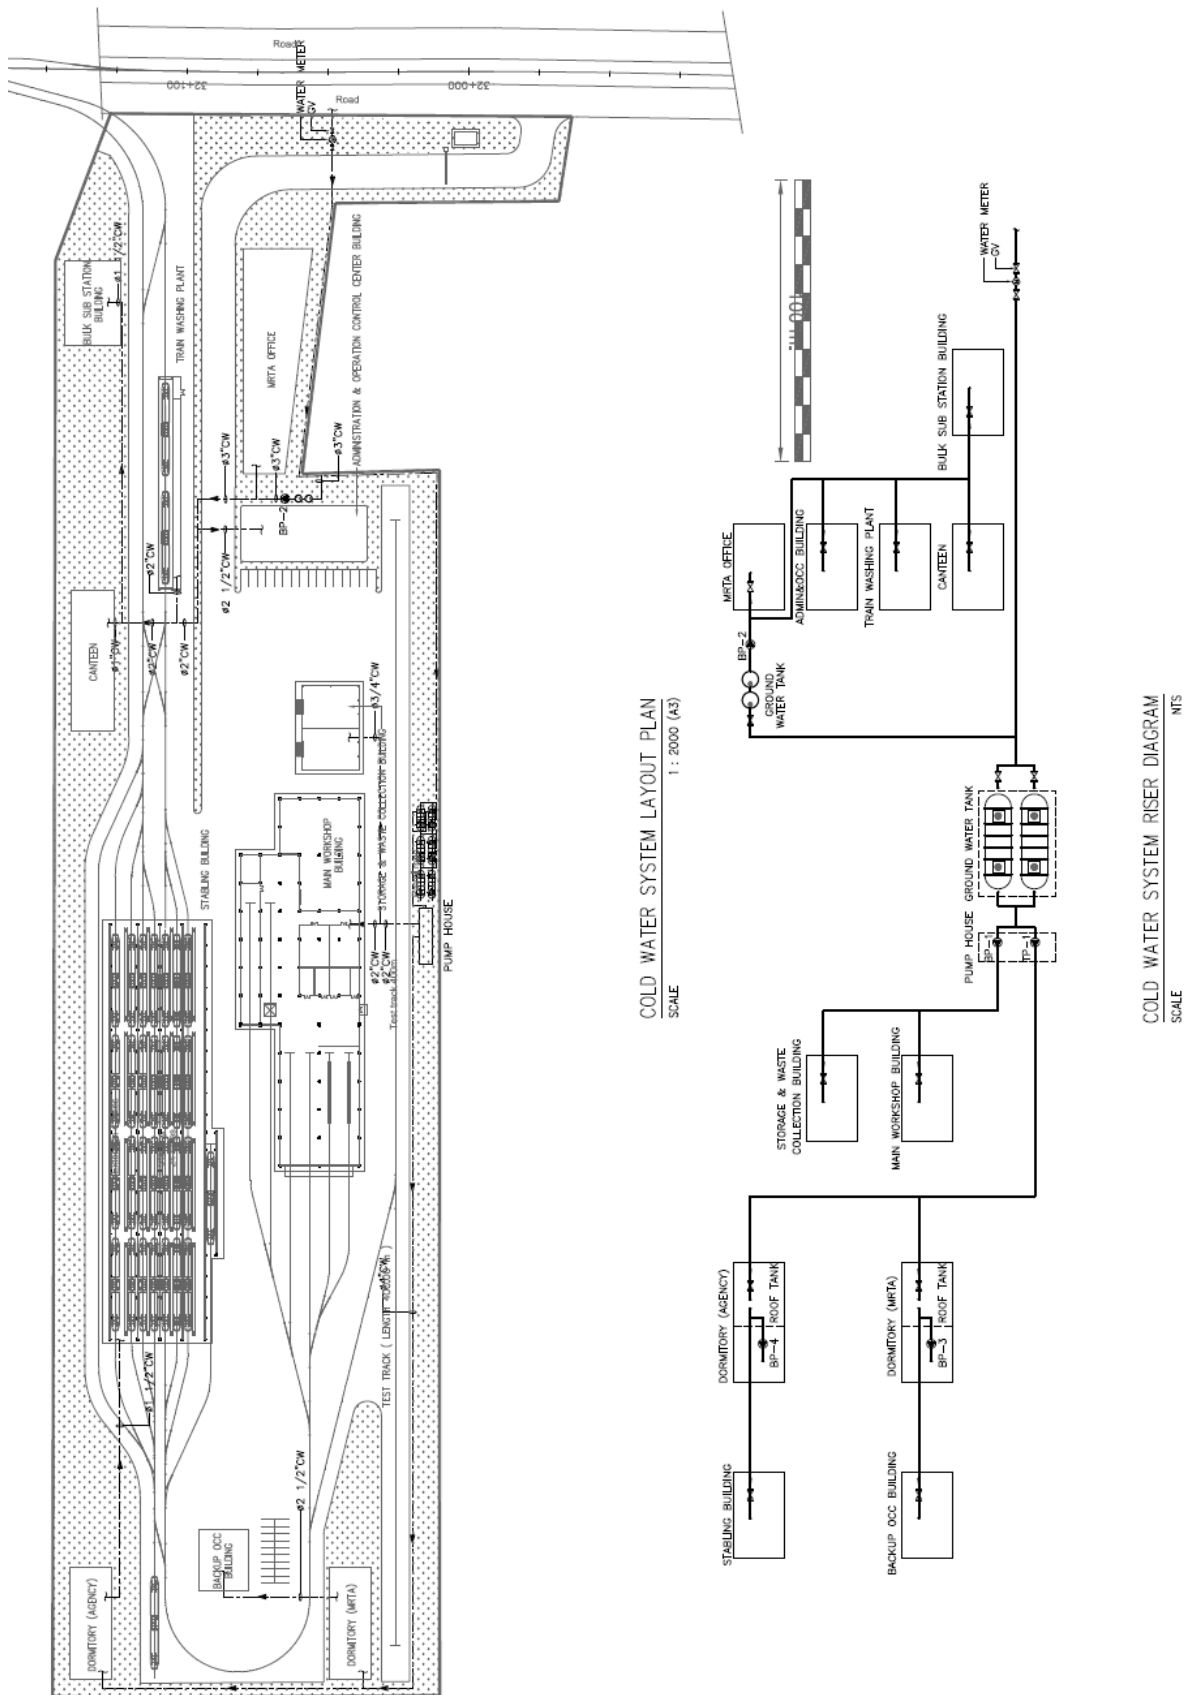 Road
WATER METER
GV
32+100
32+000
Road
BULK SUB STATION
BUILDING
ø1 1/2"CW
TRAIN WASHING PLANT
MRTA OFFICE
ADMINISTRATION & OPERATION CONTROL CENTER BUILDING
ø3"CW
ø3"CW
ø3"CW
BP-2
ø2 1/2"CW
ø2"CW
CANTEEN
ø1"CW
ø2"CW
ø2"CW
ø3/4"CW
STORAGE & WASTE COLLECTION BUILDING
MAIN WORKSHOP
BUILDING
STABLING BUILDING
ø2"CW
ø2"CW
PUMP HOUSE
Test track 400m
TEST TRACK ( LENGTH
ø1 1/2"CW
ø2 1/2"CW
BACKUP OCC
BUILDING
DORMITORY (AGENCY)
DORMITORY (MRTA)
COLD WATER SYSTEM LAYOUT PLAN
SCALE
1 : 2000 (A3)
100 m.
WATER METER
GV
BULK SUB STATION BUILDING
MRTA OFFICE
ADMIN&OCC BUILDING
TRAIN WASHING PLANT
CANTEEN
BP-2
GROUND
WATER TANK
PUMP HOUSE
GROUND WATER TANK
BP-1
TP-1
STORAGE & WASTE
COLLECTION BUILDING
MAIN WORKSHOP BUILDING
DORMITORY (AGENCY)
ROOF TANK
BP-4
DORMITORY (MRTA)
ROOF TANK
BP-3
STABLING BUILDING
BACKUP OCC BUILDING
COLD WATER SYSTEM RISER DIAGRAM
SCALE
NTS